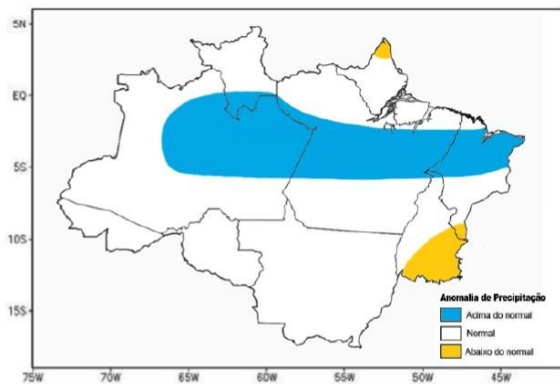 5N
EQ
5S
10S
15S
75W
70W
65W
60W
55W
50W
45W
Anomalia de Precipitação
Acima do normal
Normal
Abaixo do normal